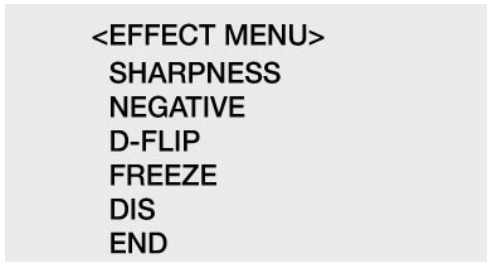 <EFFECT MENU>
SHARPNESS
NEGATIVE
D-FLIP
FREEZE
DIS
END